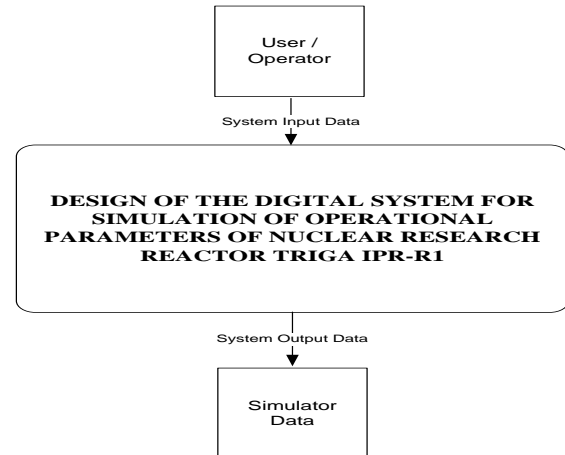 User /
Operator
System Input Data
DESIGN OF THE DIGITAL SYSTEM FOR
SIMULATION OF OPERATIONAL
PARAMETERS OF NUCLEAR RESEARCH
REACTOR TRIGA IPR-R1
System Output Data
Simulator
Data